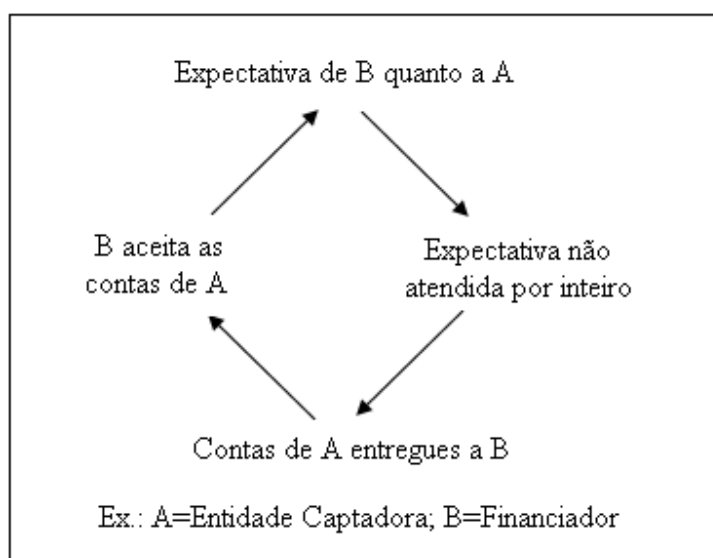 Expectativa de B quanto a A
B aceita as
contas de A
Expectativa não
atendida por inteiro
Contas de A entregues a B
Ex.: A=Entidade Captadora; B=Financiador